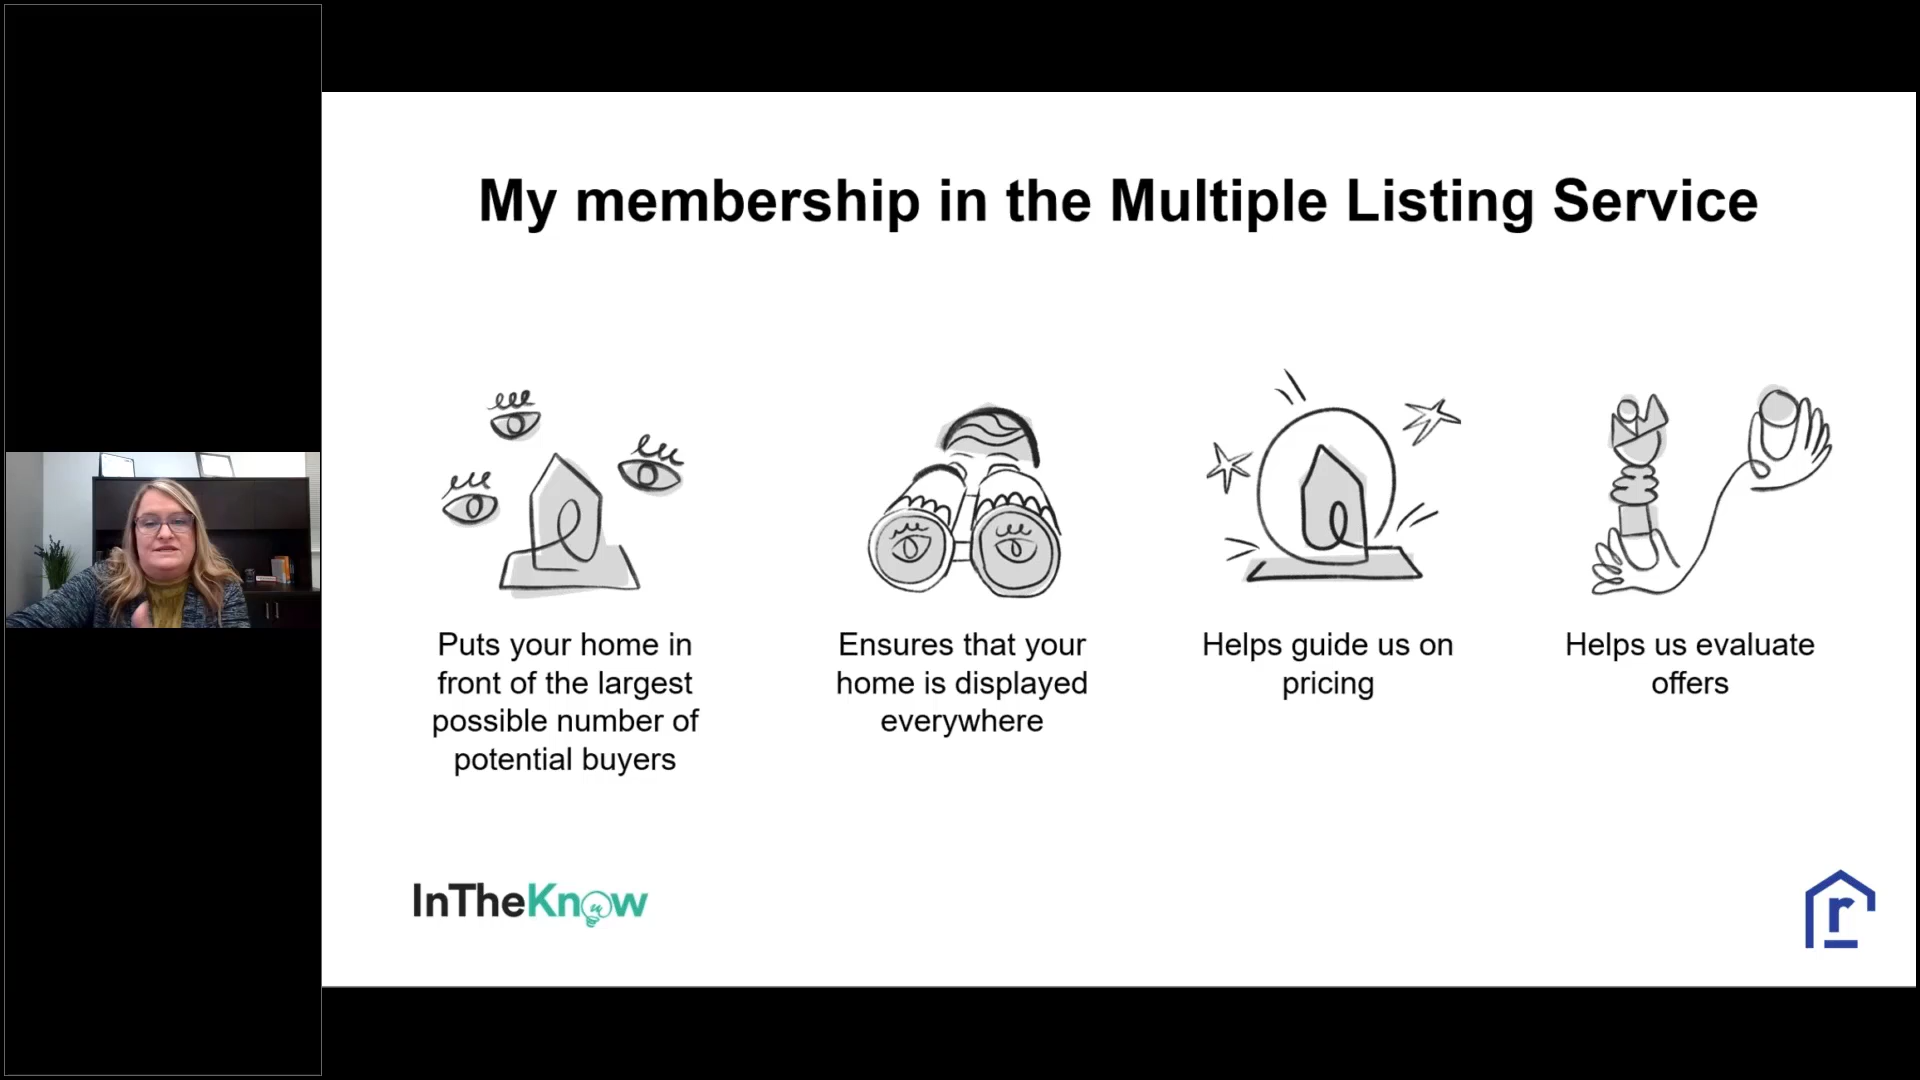 My membership in the Multiple Listing Service
Puts your home in
front of the largest
possible number of
potential buyers
Ensures that your
home is displayed
everywhere
Helps guide us on
pricing
Helps us evaluate
offers
InTheKnow
r